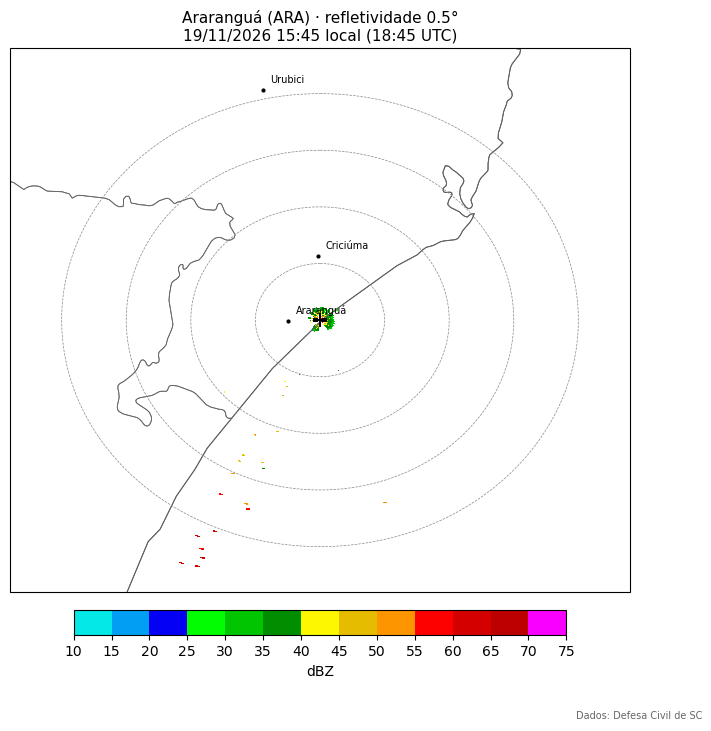 Araranguá (ARA) · refletividade 0.5°
19/11/2026 15:45 local (18:45 UTC)
Urubici
Criciúma
Araranguá
10 15 20 25 30 35 40 45 50 55 60 65 70 75
dBZ
Dados: Defesa Civil de SC